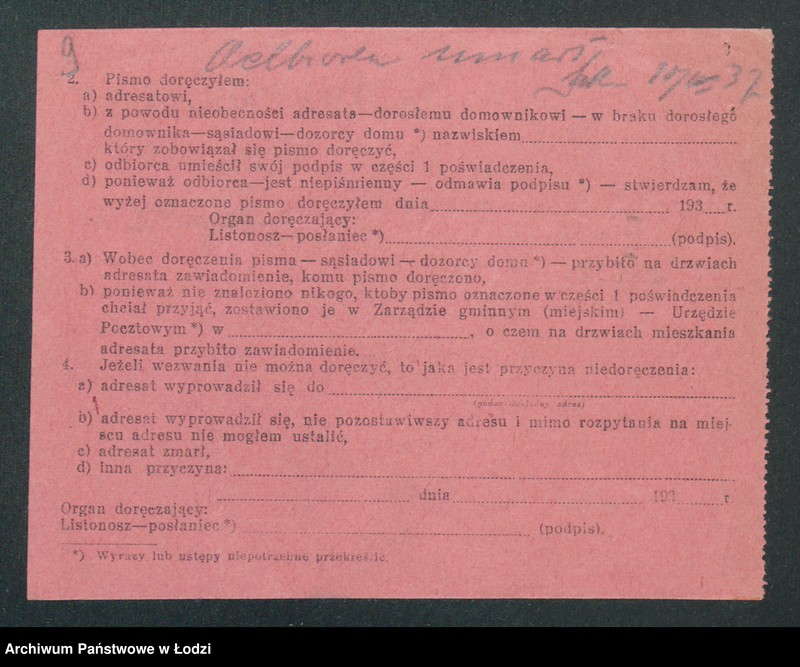 9 Odbiorca umarł
37
2. Pismo doręczyłem:
a) adresatowi,
b) z powodu nieobecności adresata—dorosłemu domownikowi — w braku dorosłego
domownika—sąsiadowi—dozorcy domu *) nazwiskiem
który zobowiązał się pismo doręczyć,
c) odbiorca umieścił swój podpis w części 1 poświadczenia,
d) ponieważ odbiorca—jest niepiśmienny — odmawia podpisu *) — stwierdzam, że
wyżej oznaczone pismo doręczyłem dnia 193 r.
Organ doręczający:
Listonosz—posłaniec *) (podpis).
3. a) Wobec doręczenia pisma — sąsiadowi — dozorcy domu *) — przybito na drzwiach
adresata zawiadomienie, komu pismo doręczono,
b) ponieważ nie znaleziono nikogo, ktoby pismo oznaczone w części 1 poświadczenia
chciał przyjąć, zostawiono je w Zarządzie gminnym (miejskim) — Urzędzie
Pocztowym *) w , o czem na drzwiach mieszkania
adresata przybito zawiadomienie.
4. Jeżeli wezwania nie można doręczyć, to jaka jest przyczyna niedoręczenia:
a) adresat wyprowadził się do
(podać dokładny adres)
b) adresat wyprowadził się, nie pozostawiwszy adresu i mimo rozpytania na miej-
scu adresu nie mogłem ustalić,
c) adresat zmarł,
d) inna przyczyna:
dnia 193 r.
Organ doręczający:
Listonosz—posłaniec *) (podpis).
*) Wyrazy lub ustępy niepotrzebne przekreślić.
Archiwum Państwowe w Łodzi